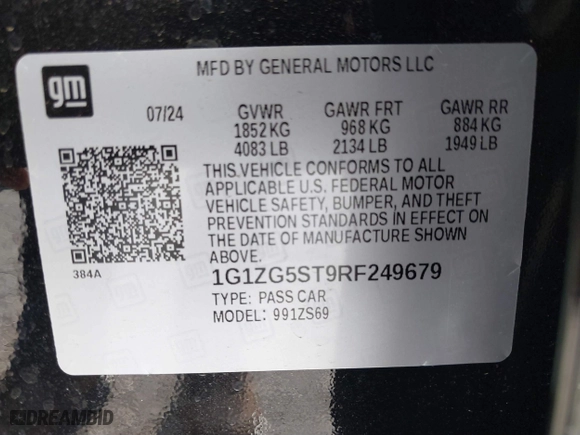 gm
MFD BY GENERAL MOTORS LLC
07/24 GVWR GAWR FRT GAWR RR
1852 KG 968 KG 884 KG
4083 LB 2134 LB 1949 LB
THIS VEHICLE CONFORMS TO ALL
APPLICABLE U.S. FEDERAL MOTOR
VEHICLE SAFETY, BUMPER, AND THEFT
PREVENTION STANDARDS IN EFFECT ON
THE DATE OF MANUFACTURE SHOWN
ABOVE.
384A
1G1ZG5ST9RF249679
TYPE: PASS CAR
MODEL: 991ZS69
DREAMBID